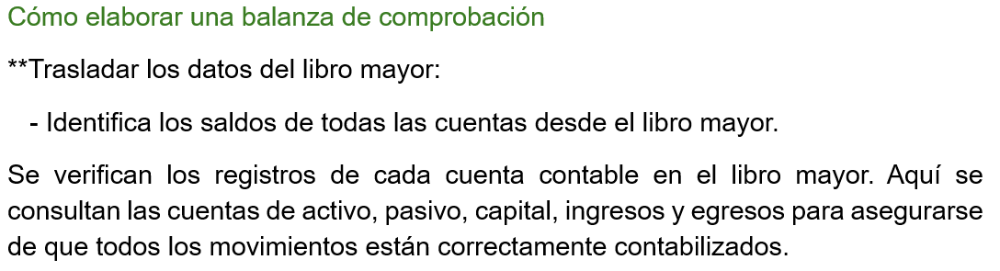 Cómo elaborar una balanza de comprobación
**Trasladar los datos del libro mayor:
- Identifica los saldos de todas las cuentas desde el libro mayor.
Se verifican los registros de cada cuenta contable en el libro mayor. Aquí se
consultan las cuentas de activo, pasivo, capital, ingresos y egresos para asegurarse
de que todos los movimientos están correctamente contabilizados.